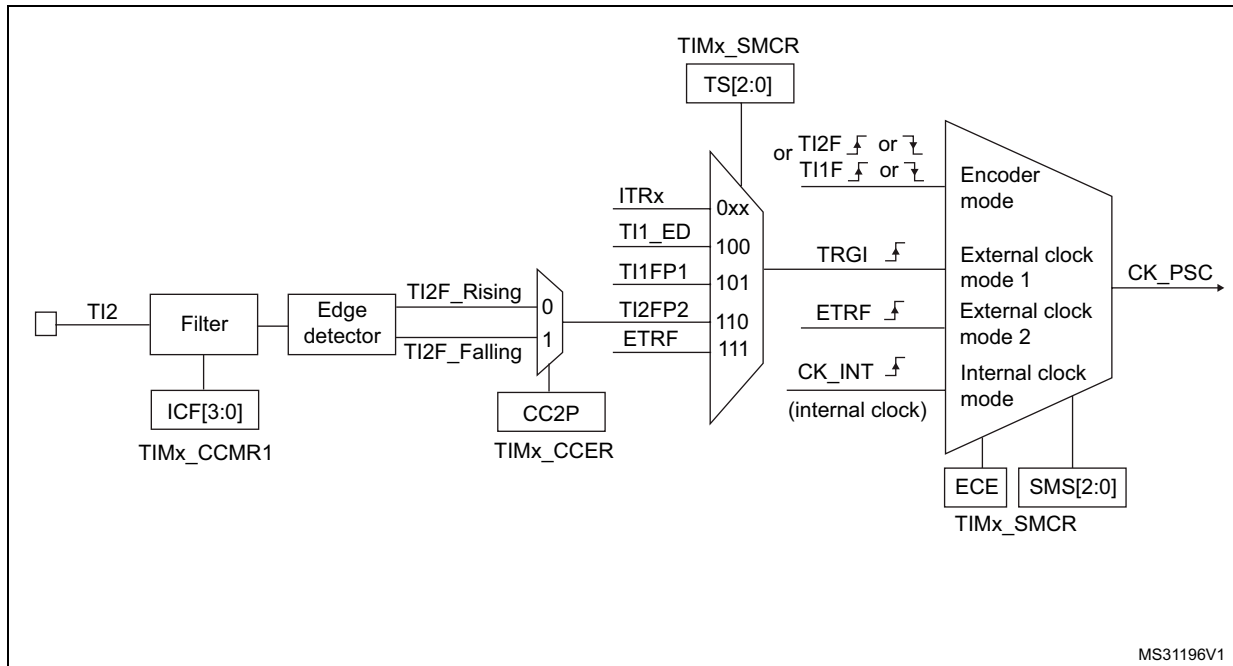 TIMx_SMCR
TS[2:0]
or TI2F or
TI1F or
Encoder
mode
ITRx
0xx
TI1_ED
100
TI1FP1
101
TRGI
External clock
mode 1
CK_PSC
TI2
Filter
Edge
detector
TI2F_Rising
TI2F_Falling
0
1
TI2FP2
110
ETRF
111
ETRF
External clock
mode 2
CK_INT
(internal clock)
Internal clock
mode
ICF[3:0]
TIMx_CCMR1
CC2P
TIMx_CCER
ECE
SMS[2:0]
TIMx_SMCR
MS31196V1